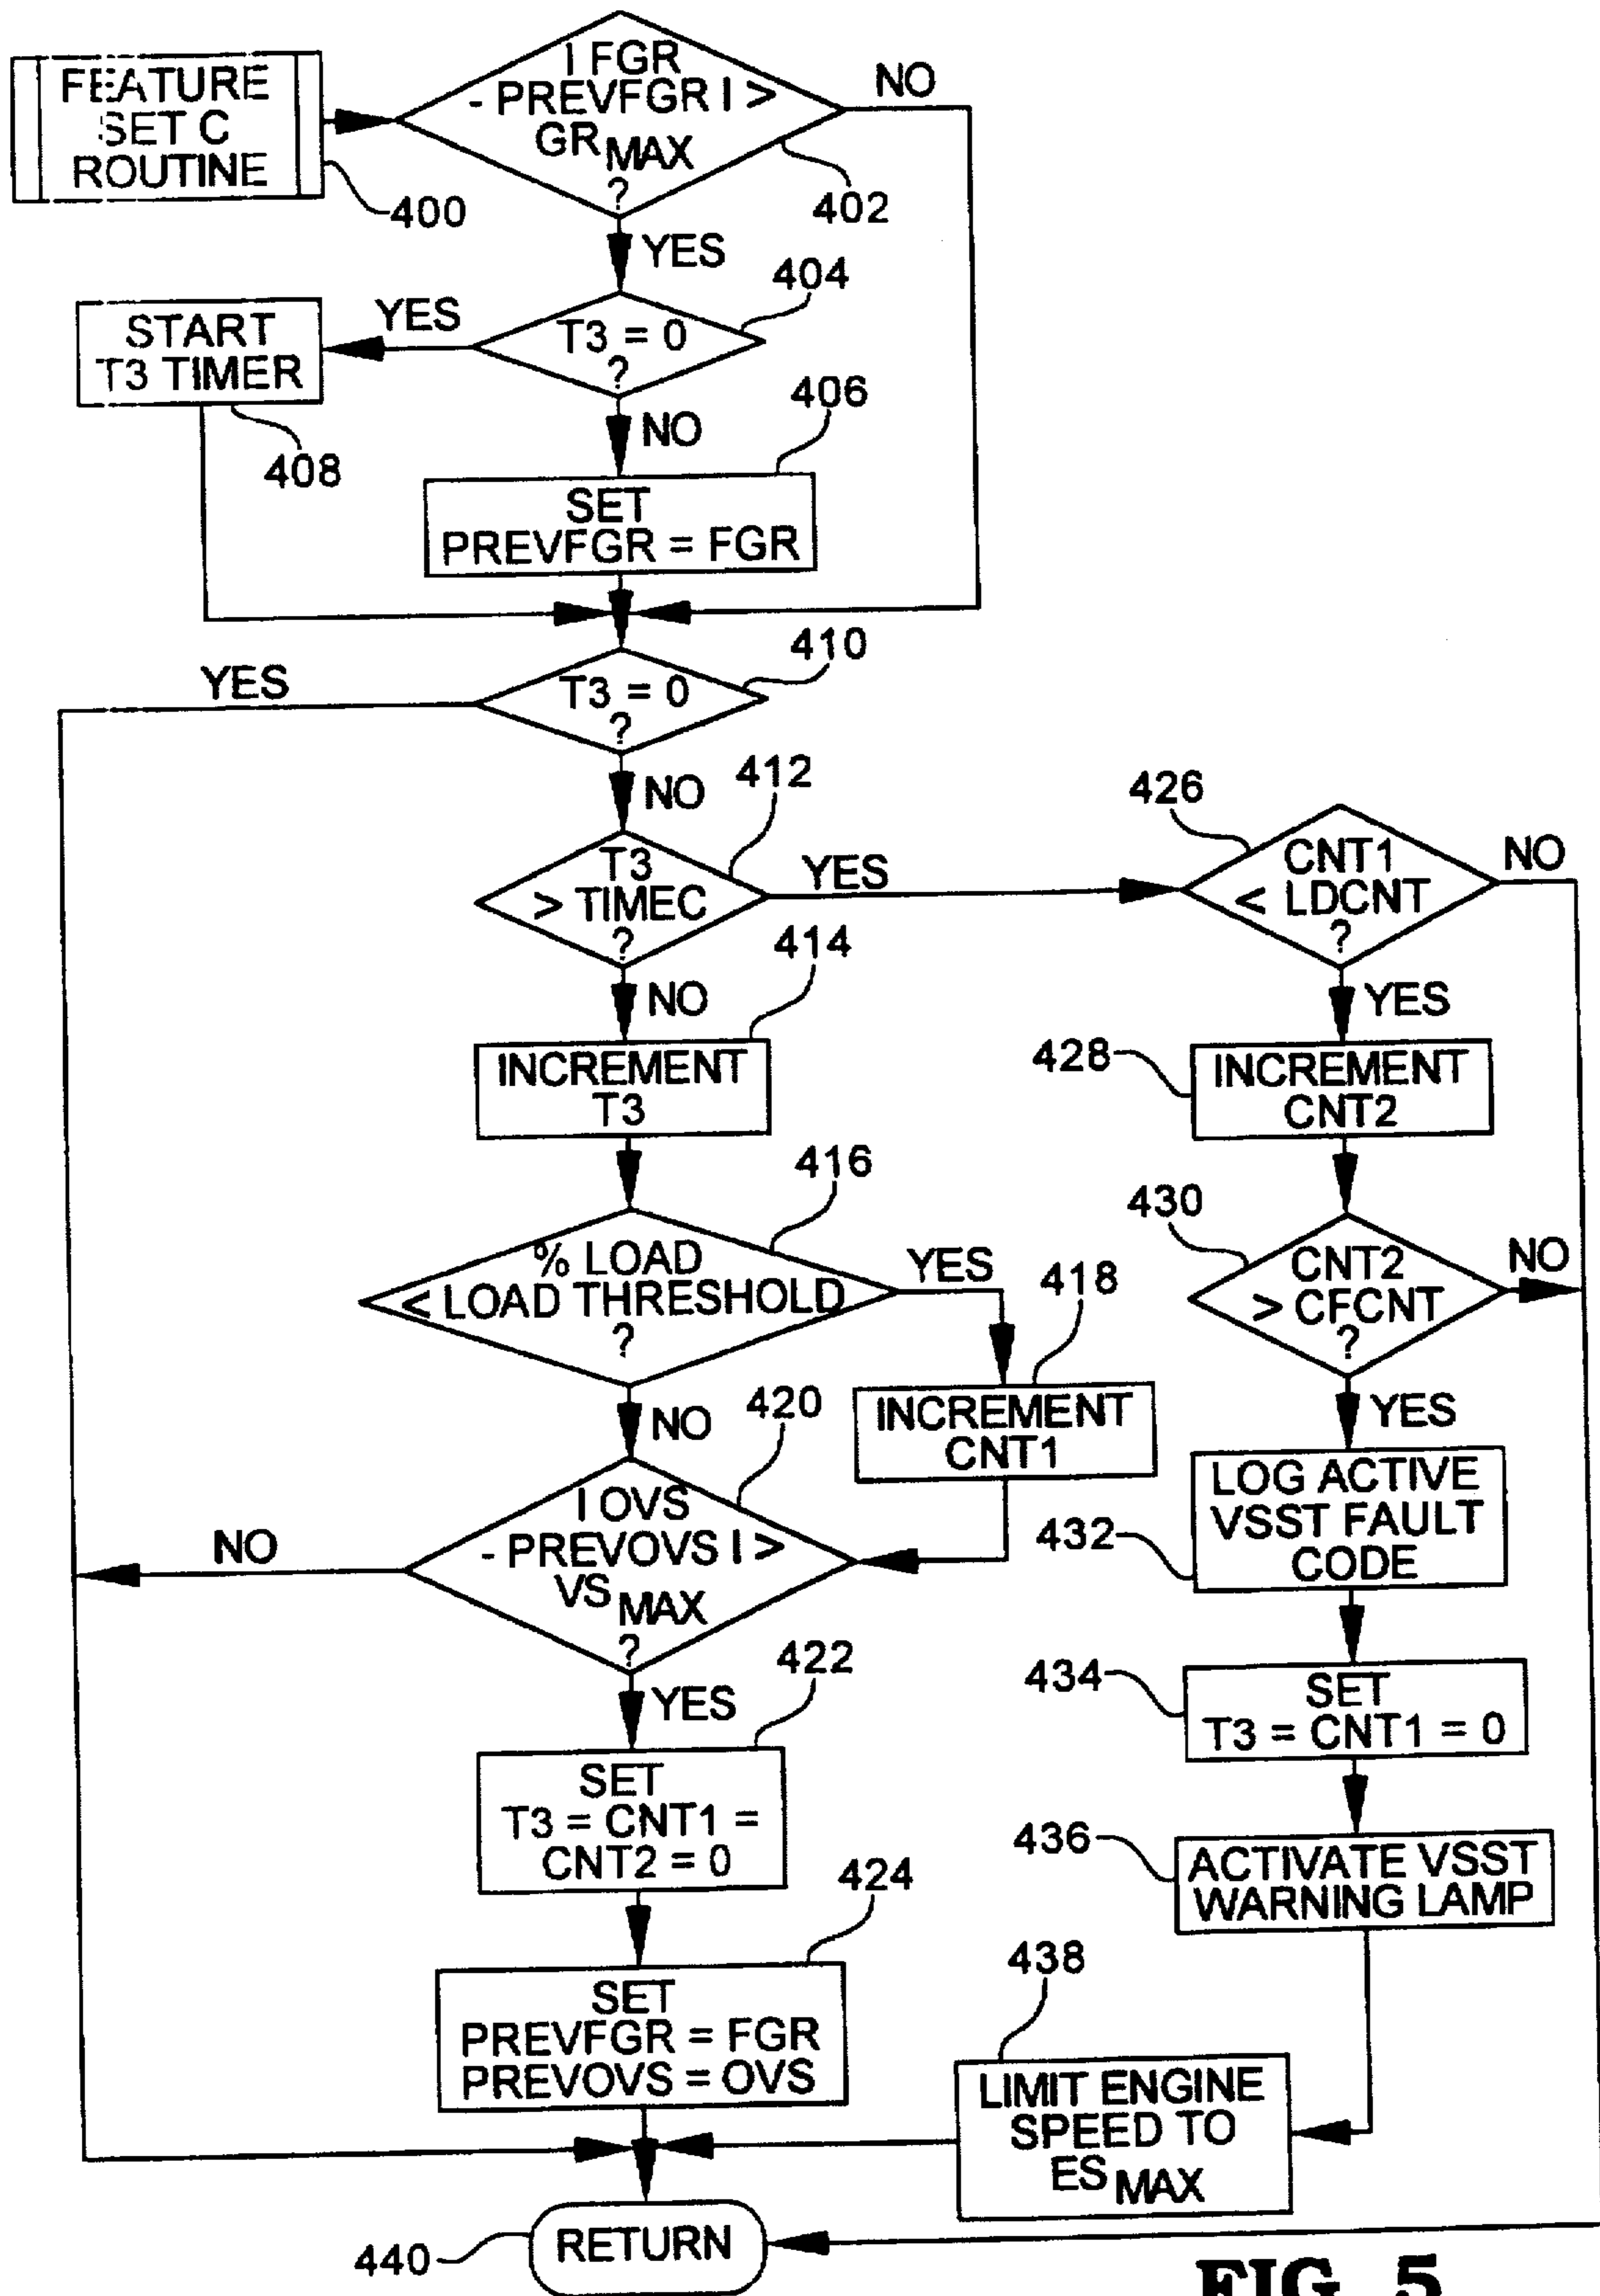 FEATURE
SET C
ROUTINE
400
I FGR
- PREVFGR I >
GR MAX
?
402
NO
YES
404
T3 = 0
?
YES
START
T3 TIMER
408
NO
406
SET
PREVFGR = FGR
410
T3 = 0
?
YES
NO
412
T3
> TIMEC
?
YES
426
CNT1
< LDCNT
?
NO
NO
414
INCREMENT
T3
YES
428
INCREMENT
CNT2
416
% LOAD
< LOAD THRESHOLD
?
YES
418
INCREMENT
CNT1
430
CNT2
> CFCNT
?
NO
NO
420
I OVS
- PREVOVS I >
VS MAX
?
NO
YES
432
LOG ACTIVE
VSST FAULT
CODE
YES
422
SET
T3 = CNT1 =
CNT2 = 0
434
SET
T3 = CNT1 = 0
424
SET
PREVFGR = FGR
PREVOVS = OVS
436
ACTIVATE VSST
WARNING LAMP
438
LIMIT ENGINE
SPEED TO
ES MAX
440
RETURN
FIG. 5